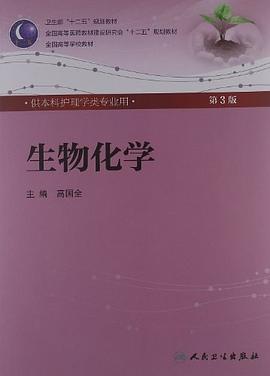 卫生部“十二五”规划教材
全国高等医药教材建设研究会“十二五”规划教材
全国高等学校教材
·供本科护理学类专业用·
第3版
生物化学
主编 高国全
人民卫生出版社